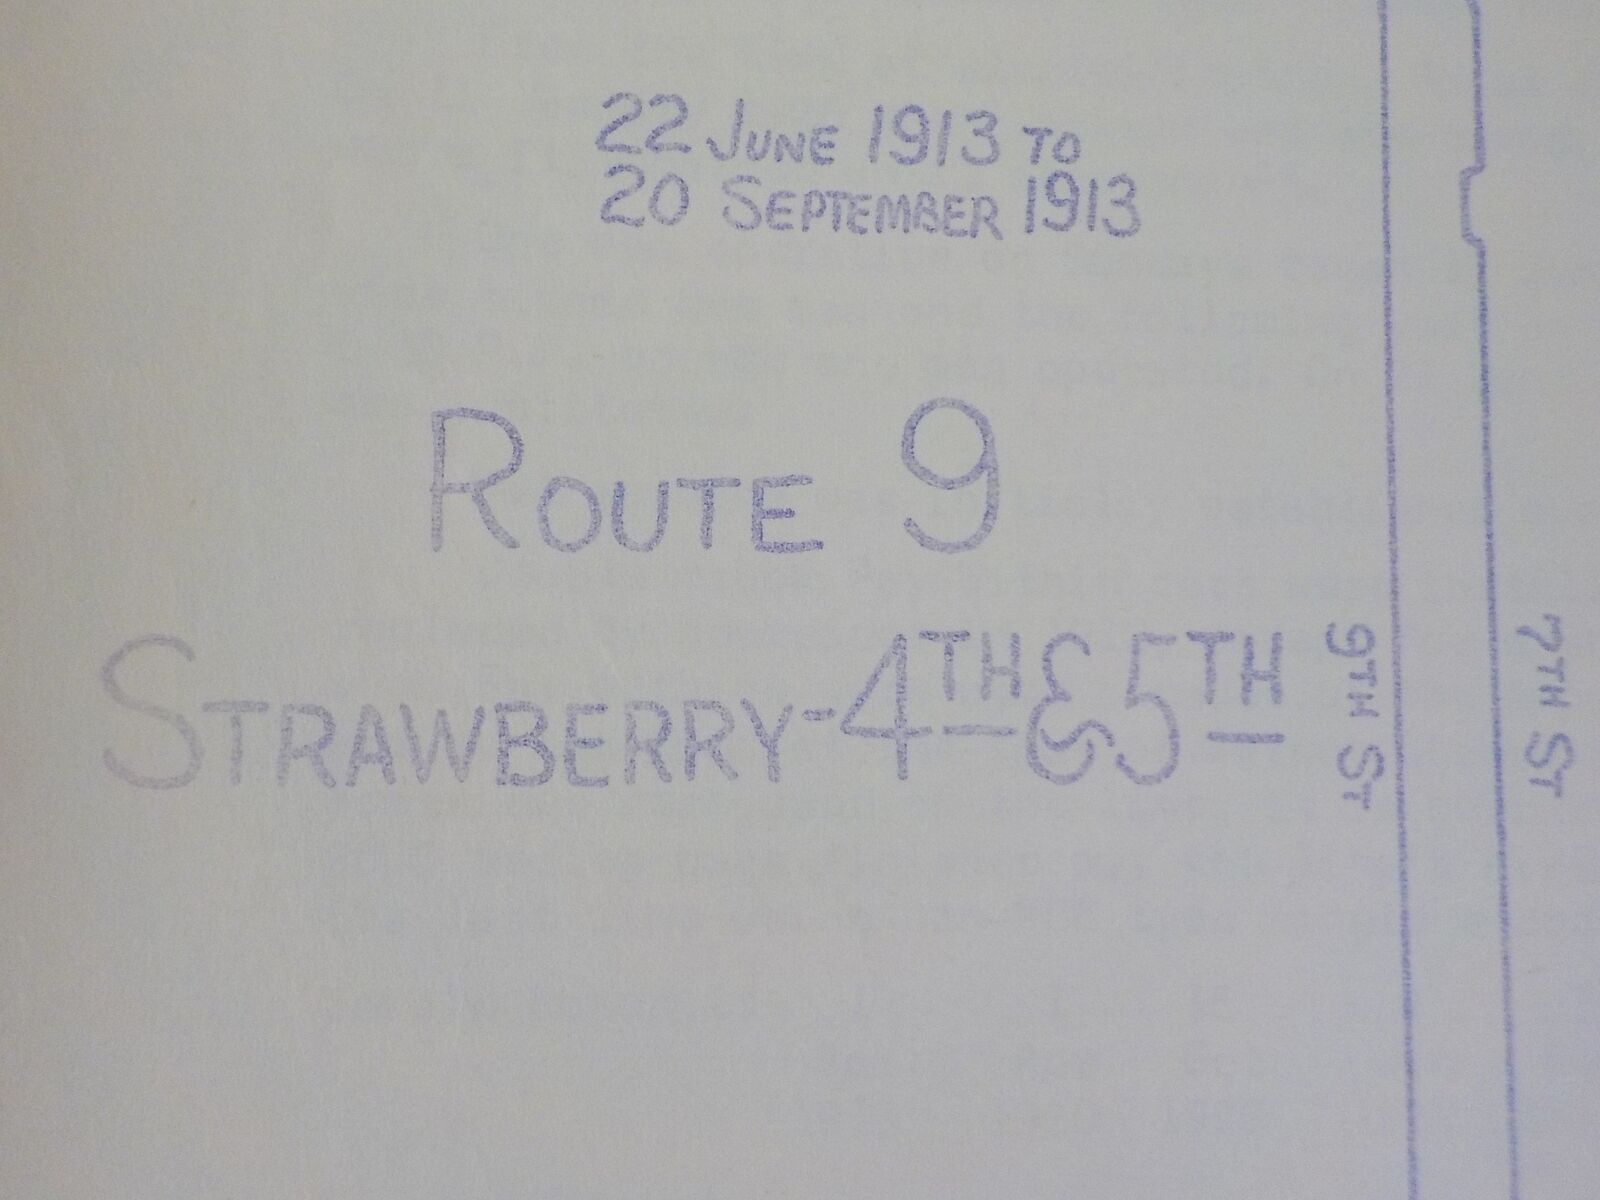 22 JUNE 1913 TO
20 SEPTEMBER 1913
ROUTE 9
STRAWBERRY-4TH & 5TH
9TH ST
7TH ST